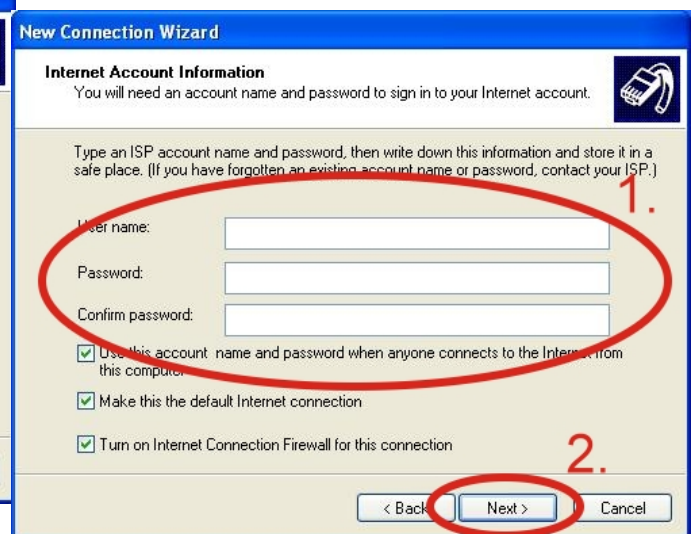 New Connection Wizard
Internet Account Information
You will need an account name and password to sign in to your Internet account.
Type an ISP account name and password, then write down this information and store it in a
safe place. (If you have forgotten an existing account name or password, contact your ISP.)
1.
User name:
Password:
Confirm password:
Use this account name and password when anyone connects to the Internet from
this computer
Make this the default Internet connection
Turn on Internet Connection Firewall for this connection
2.
< Back
Next >
Cancel